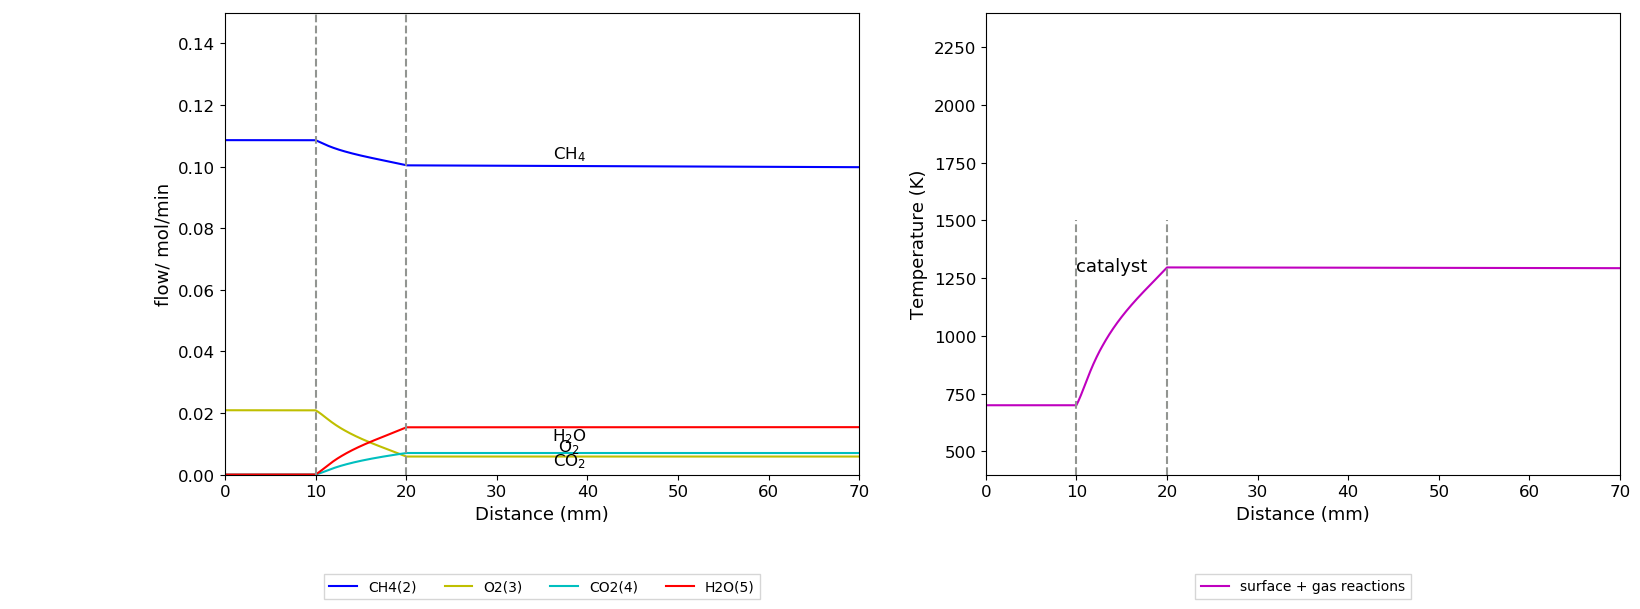 0.14
0.12
0.10
0.08
0.06
0.04
0.02
0.00
flow/ mol/min
CH₄
H₂O
O₂
CO₂
0 10 20 30 40 50 60 70
Distance (mm)
CH4(2) O2(3) CO2(4) H2O(5)
2250
2000
1750
1500
1250
1000
750
500
Temperature (K)
catalyst
0 10 20 30 40 50 60 70
Distance (mm)
surface + gas reactions